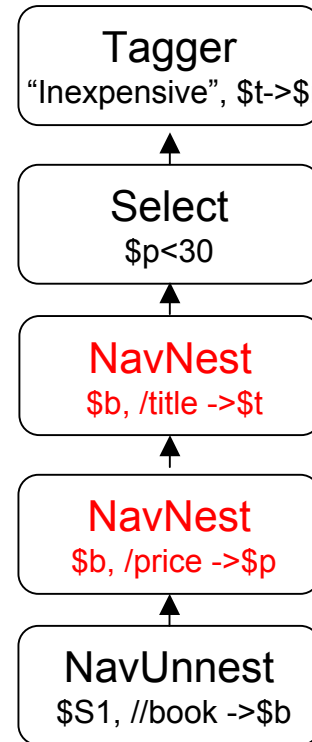 Tagger
“Inexpensive”, $t->$
Select
$p<30
NavNest
$b, /title ->$t
NavNest
$b, /price ->$p
NavUnnest
$S1, //book ->$b